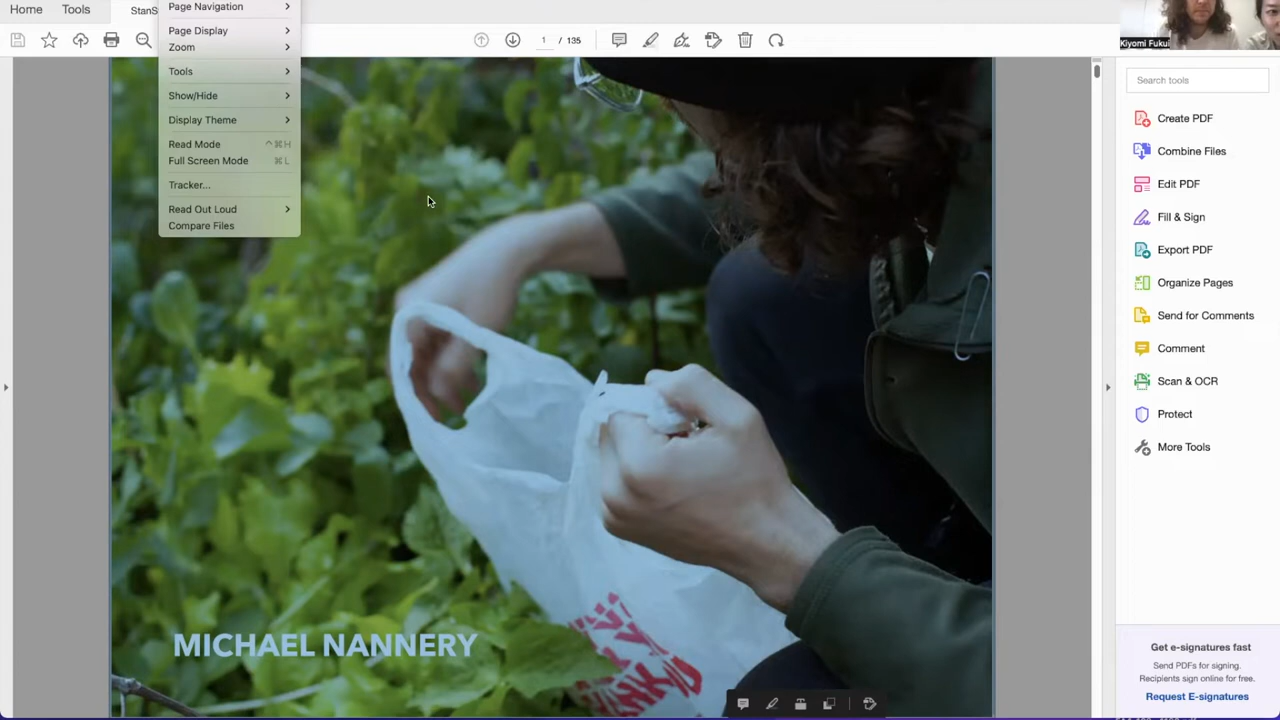 Home
Tools
StanS
Page Navigation
Page Display
Zoom
Tools
Show/Hide
Display Theme
Read Mode ^⌘H
Full Screen Mode ⌘L
Tracker...
Read Out Loud
Compare Files
1 / 135
Kiyomi Fukui
Search tools
Create PDF
Combine Files
Edit PDF
Fill & Sign
Export PDF
Organize Pages
Send for Comments
Comment
Scan & OCR
Protect
More Tools
MICHAEL NANNERY
Get e-signatures fast
Send PDFs for signing.
Recipients sign online for free.
Request E-signatures